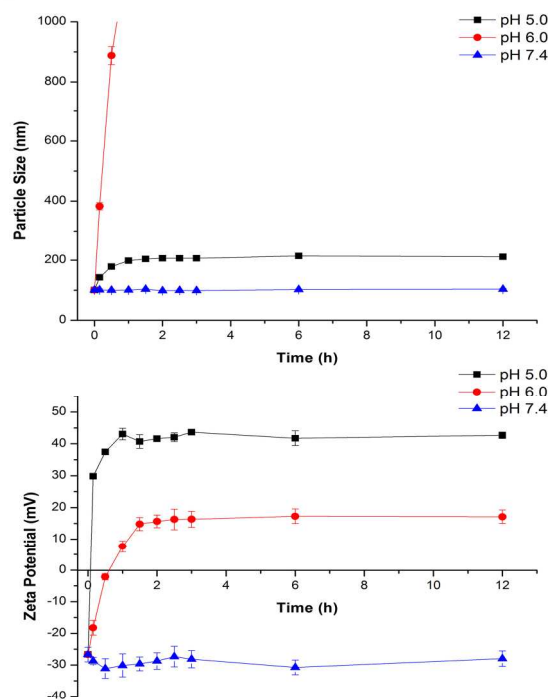 pH 5.0
pH 6.0
pH 7.4
1000
800
600
400
200
0
Particle Size (nm)
0 2 4 6 8 10 12
Time (h)
pH 5.0
pH 6.0
pH 7.4
50
40
30
20
10
0
-10
-20
-30
-40
Zeta Potential (mV)
0 2 4 6 8 10 12
Time (h)